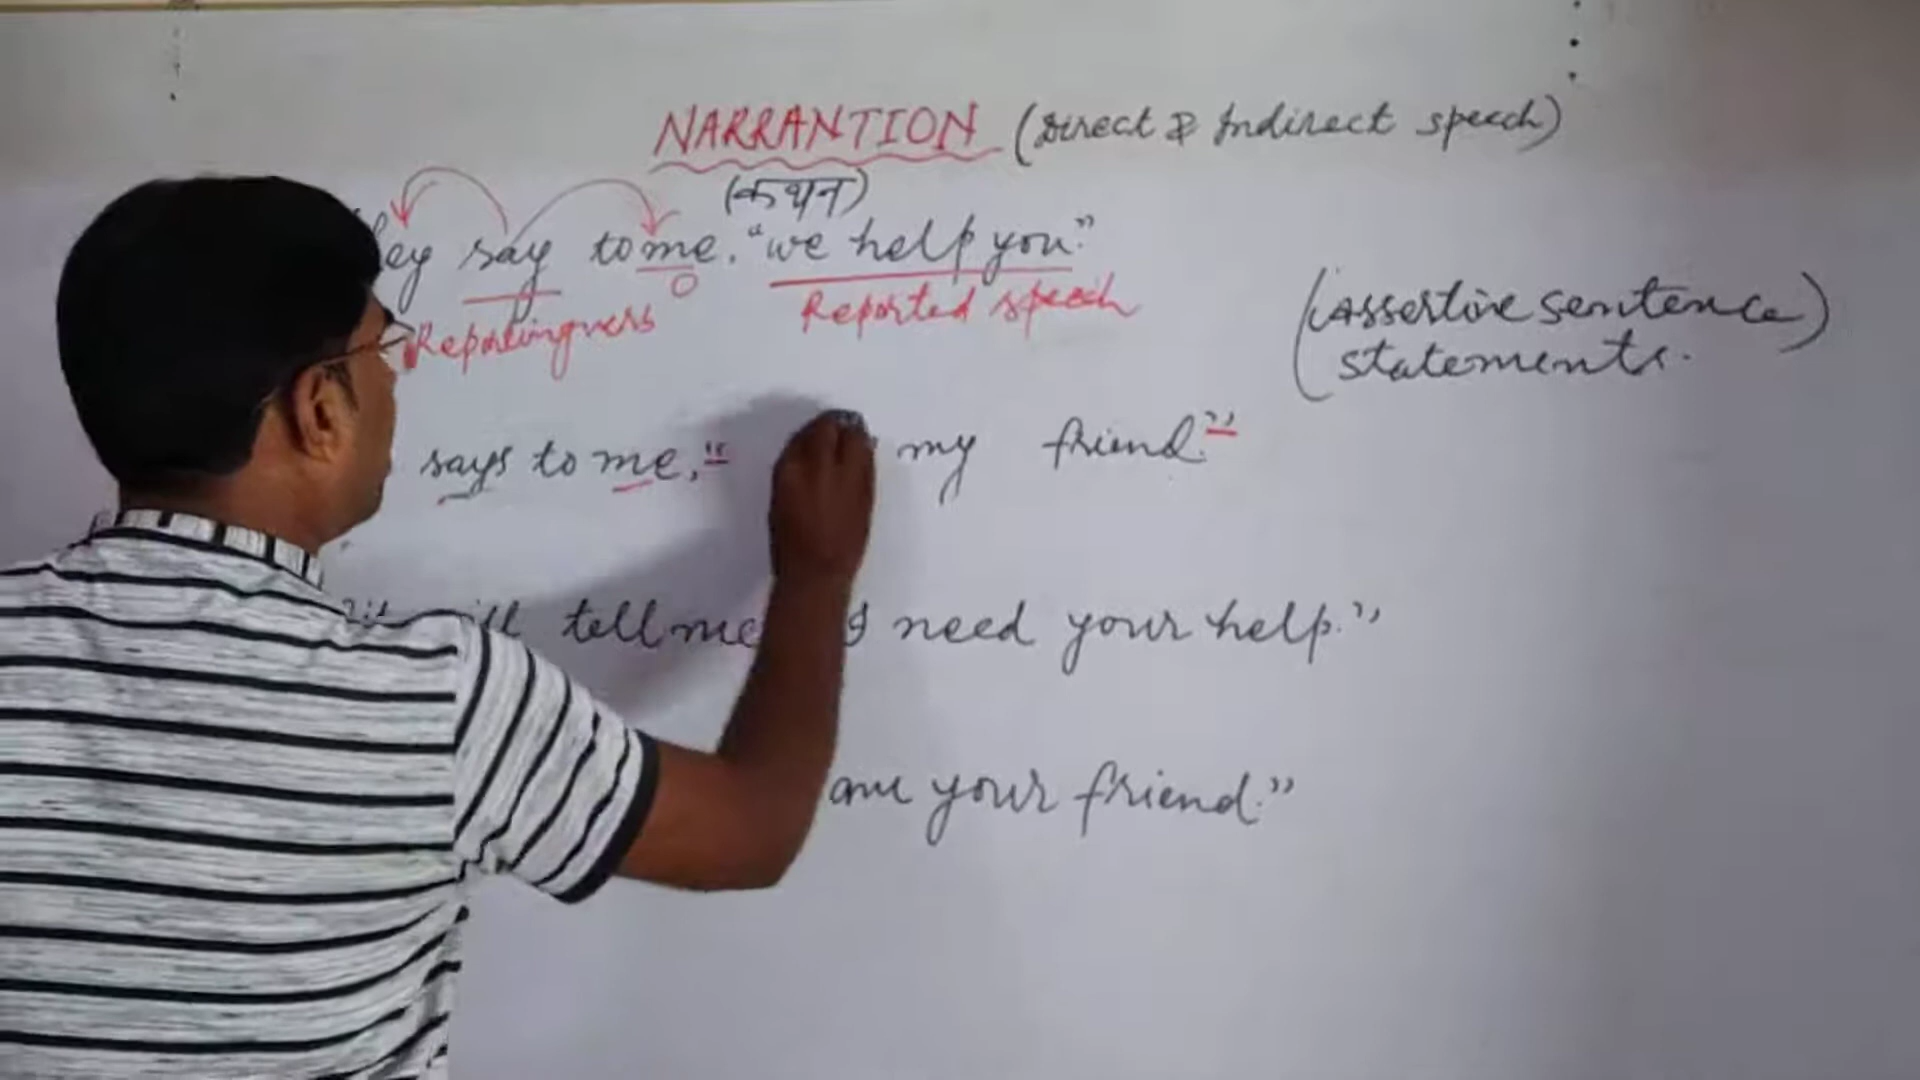 NARRANTION (Direct & Indirect speech)
(कथन)
say to me. "we help you."
O
Reporting verb Reported speech
(Assertive sentence)
statements.
says to me," my friend."
tell me I need your help."
am your friend."